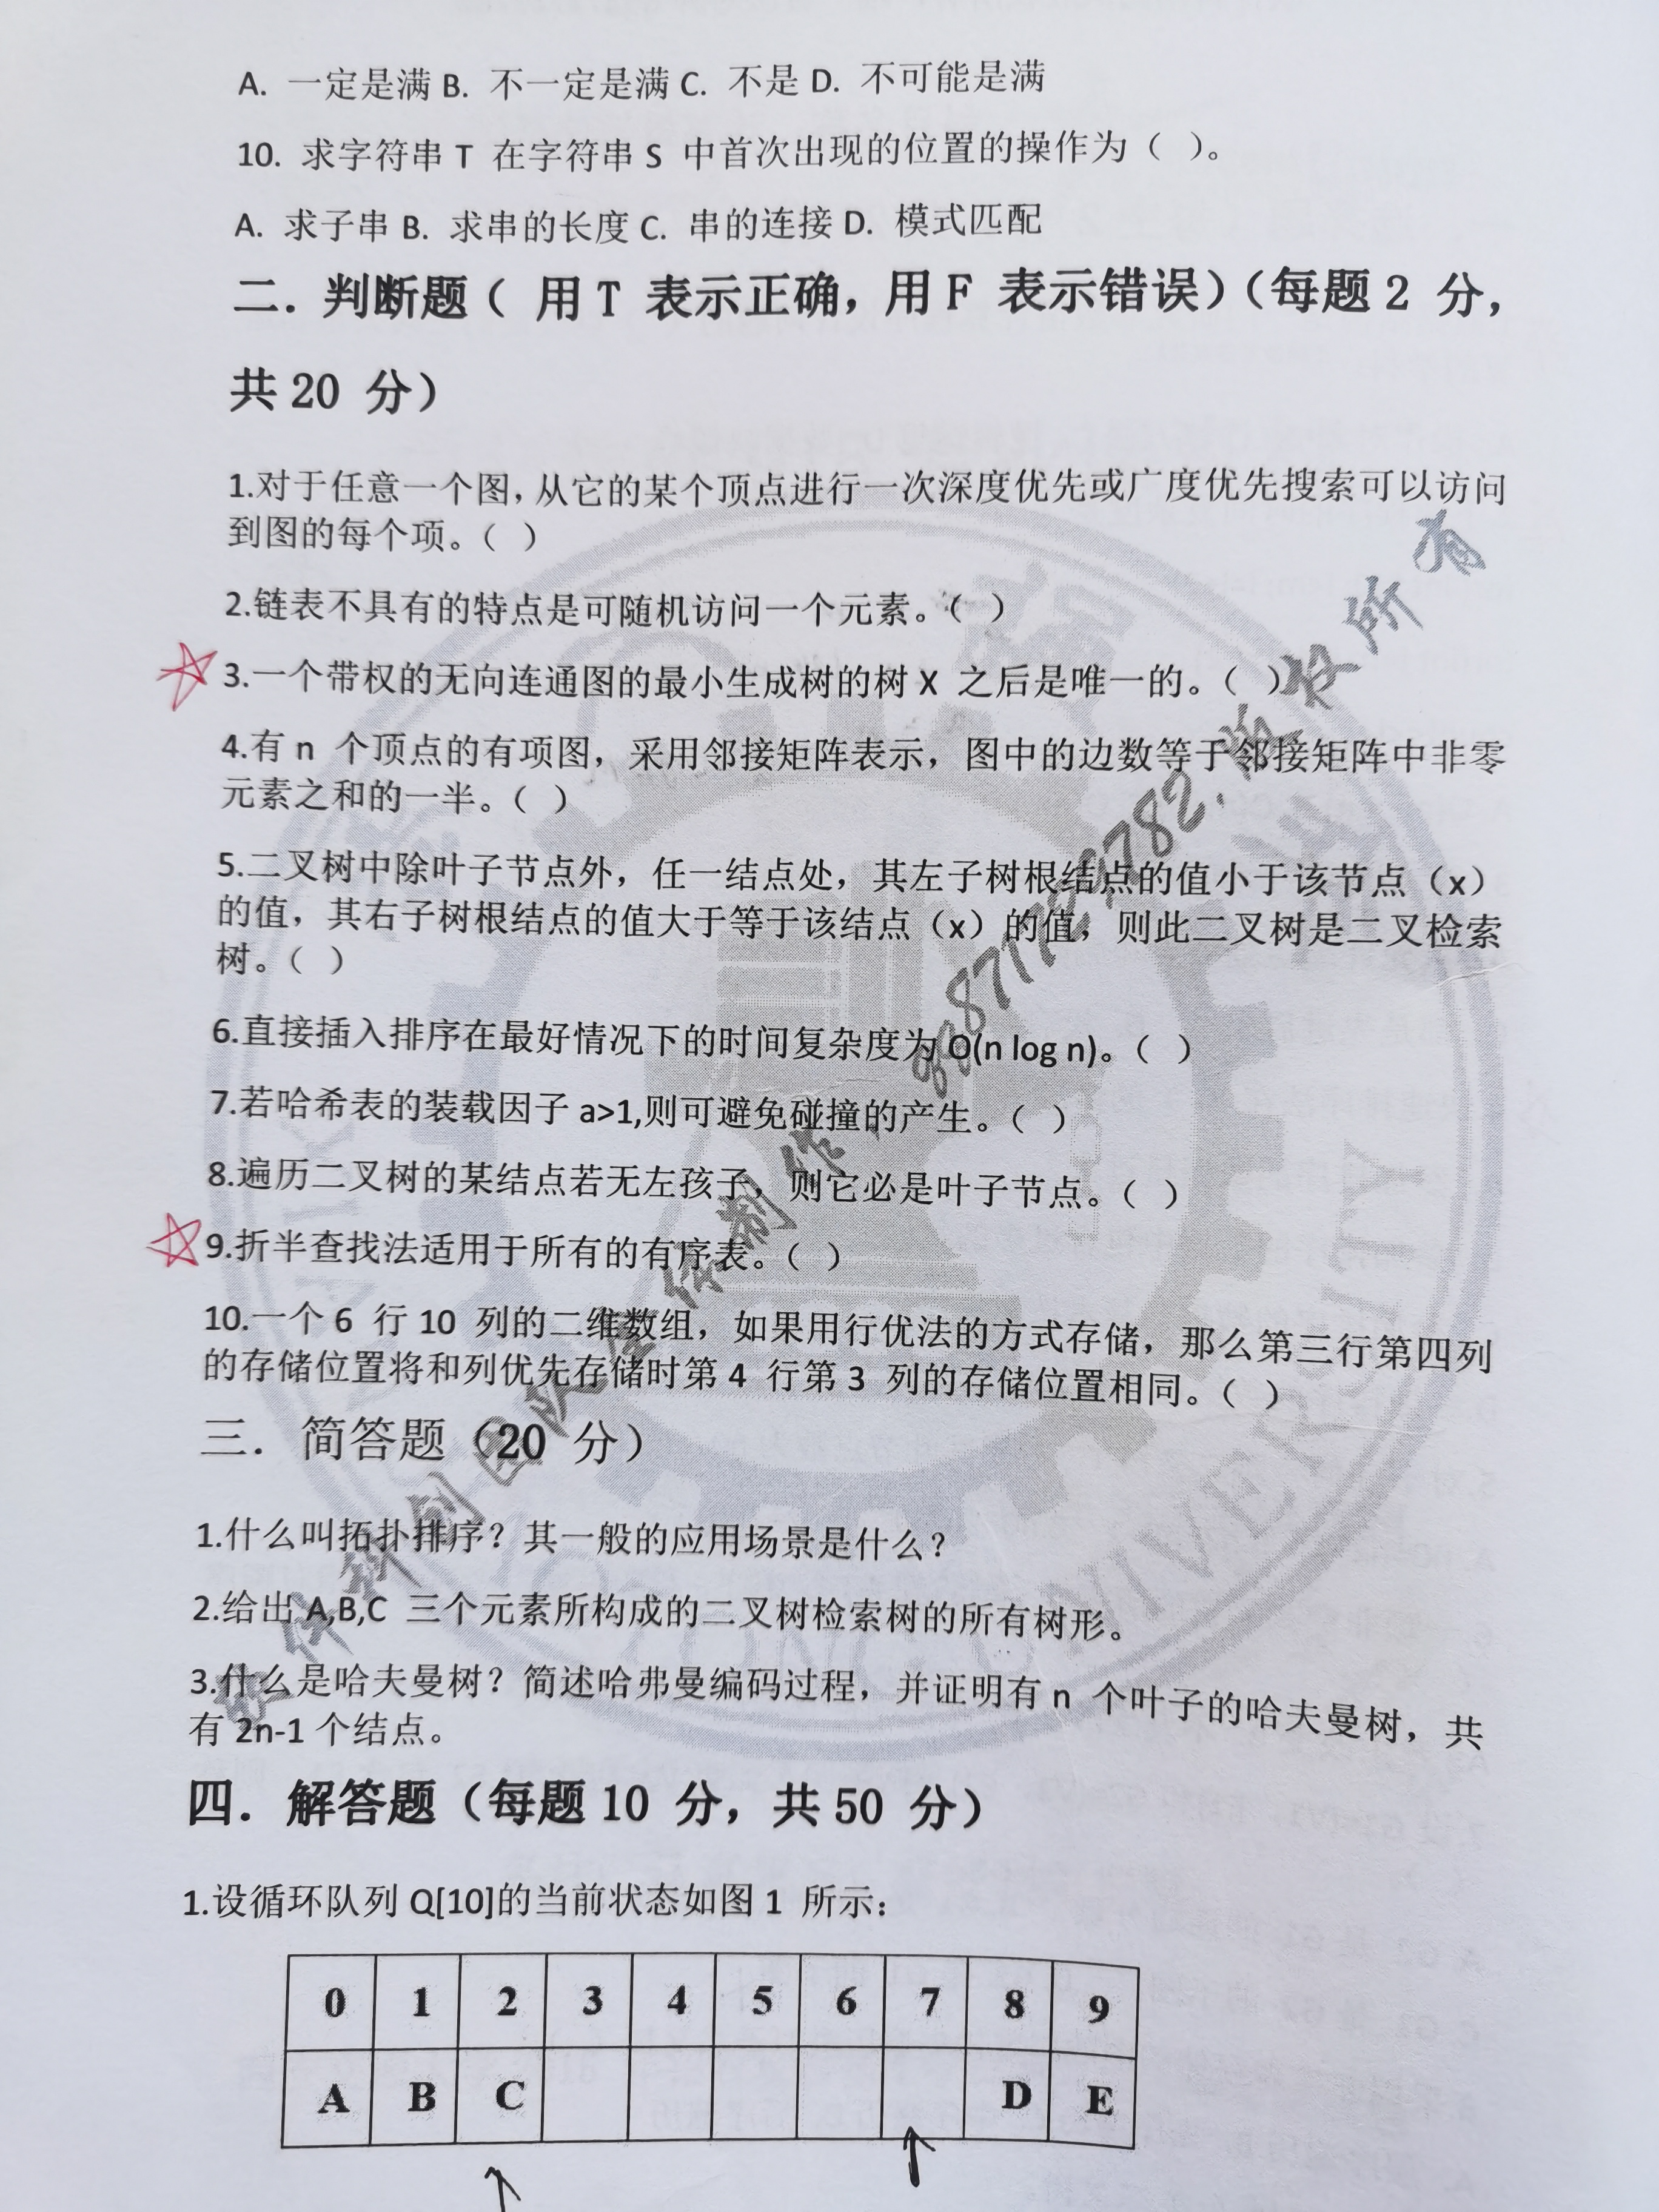 A. 一定是满 B. 不一定是满 C. 不是 D. 不可能是满
10. 求字符串 T 在字符串 S 中首次出现的位置的操作为（ ）。
A. 求子串 B. 求串的长度 C. 串的连接 D. 模式匹配
二．判断题（ 用 T 表示正确，用 F 表示错误）（每题 2 分，
共 20 分）
1.对于任意一个图，从它的某个顶点进行一次深度优先或广度优先搜索可以访问
到图的每个项。（ ）
2.链表不具有的特点是可随机访问一个元素。（ ）
3.一个带权的无向连通图的最小生成树的树 X 之后是唯一的。（ ）
4.有 n 个顶点的有项图，采用邻接矩阵表示，图中的边数等于邻接矩阵中非零
元素之和的一半。（ ）
5.二叉树中除叶子节点外，任一结点处，其左子树根结点的值小于该节点（x）
的值，其右子树根结点的值大于等于该结点（x）的值，则此二叉树是二叉检索
树。（ ）
6.直接插入排序在最好情况下的时间复杂度为 O(n log n)。（ ）
7.若哈希表的装载因子 a>1,则可避免碰撞的产生。（ ）
8.遍历二叉树的某结点若无左孩子，则它必是叶子节点。（ ）
9.折半查找法适用于所有的有序表。（ ）
10.一个 6 行 10 列的二维数组，如果用行优法的方式存储，那么第三行第四列
的存储位置将和列优先存储时第 4 行第 3 列的存储位置相同。（ ）
三．简答题（20 分）
1.什么叫拓扑排序？其一般的应用场景是什么？
2.给出 A,B,C 三个元素所构成的二叉树检索树的所有树形。
3.什么是哈夫曼树？简述哈弗曼编码过程，并证明有 n 个叶子的哈夫曼树，共
有 2n-1 个结点。
四．解答题（每题 10 分，共 50 分）
1.设循环队列 Q[10]的当前状态如图 1 所示：
0 1 2 3 4 5 6 7 8 9
A B C D E
UNIVERSITY